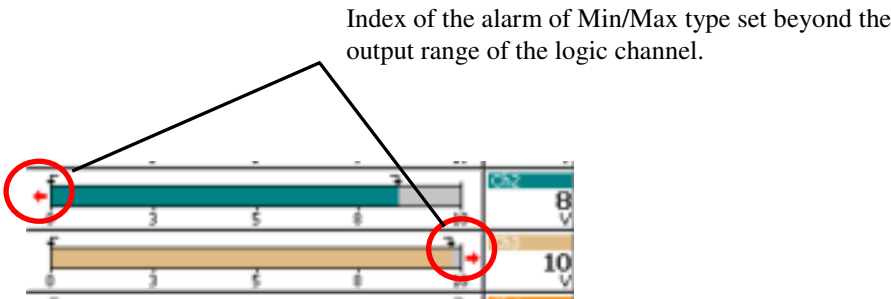 Index of the alarm of Min/Max type set beyond the
output range of the logic channel.
Ch2
8
V
0 3 5 8 10
Ch3
10
V
0 3 5 8 10